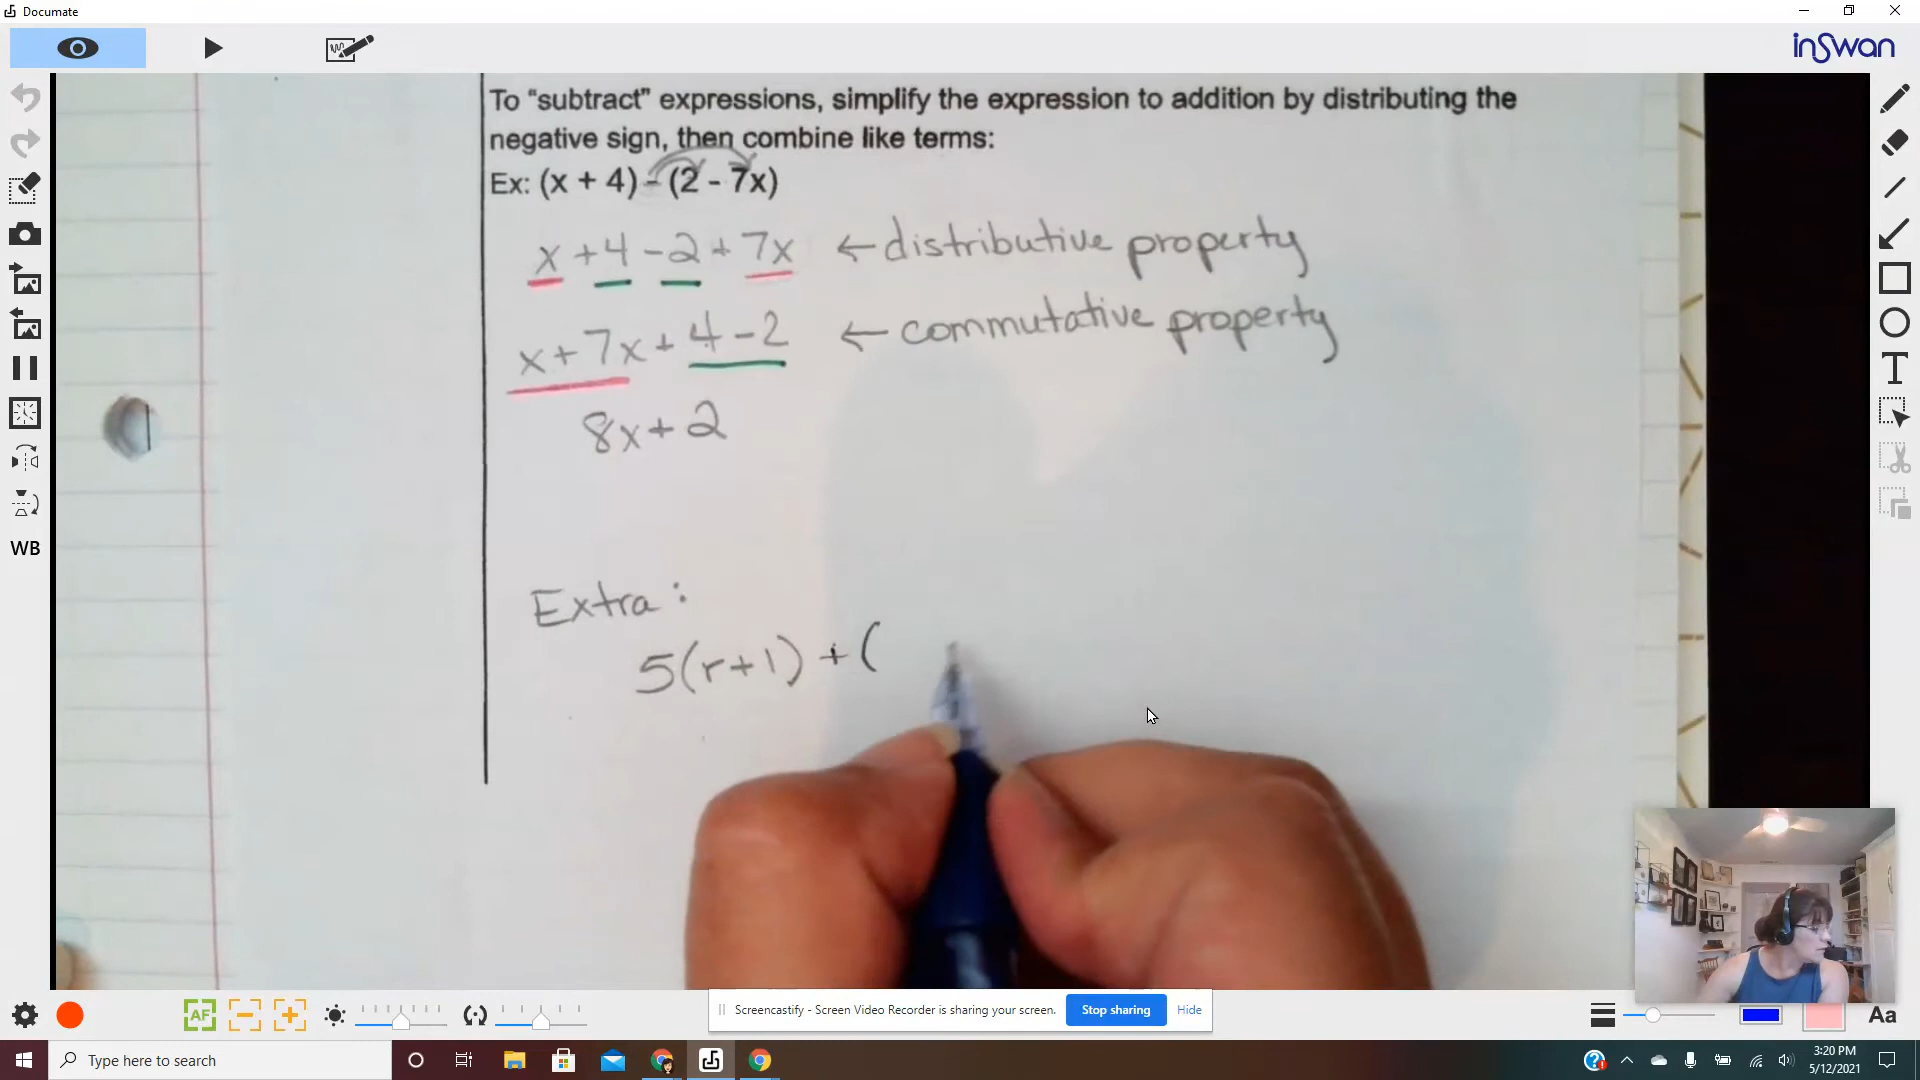 Documate
inSwan
To “subtract” expressions, simplify the expression to addition by distributing the
negative sign, then combine like terms:
Ex: (x + 4) - (2 - 7x)
x + 4 - 2 + 7x ← distributive property
x + 7x + 4 - 2 ← commutative property
8x + 2
Extra:
5(r+1) + (
WB
T
AF
Screencastify - Screen Video Recorder is sharing your screen.
Stop sharing
Hide
Aa
Type here to search
3:20 PM
5/12/2021